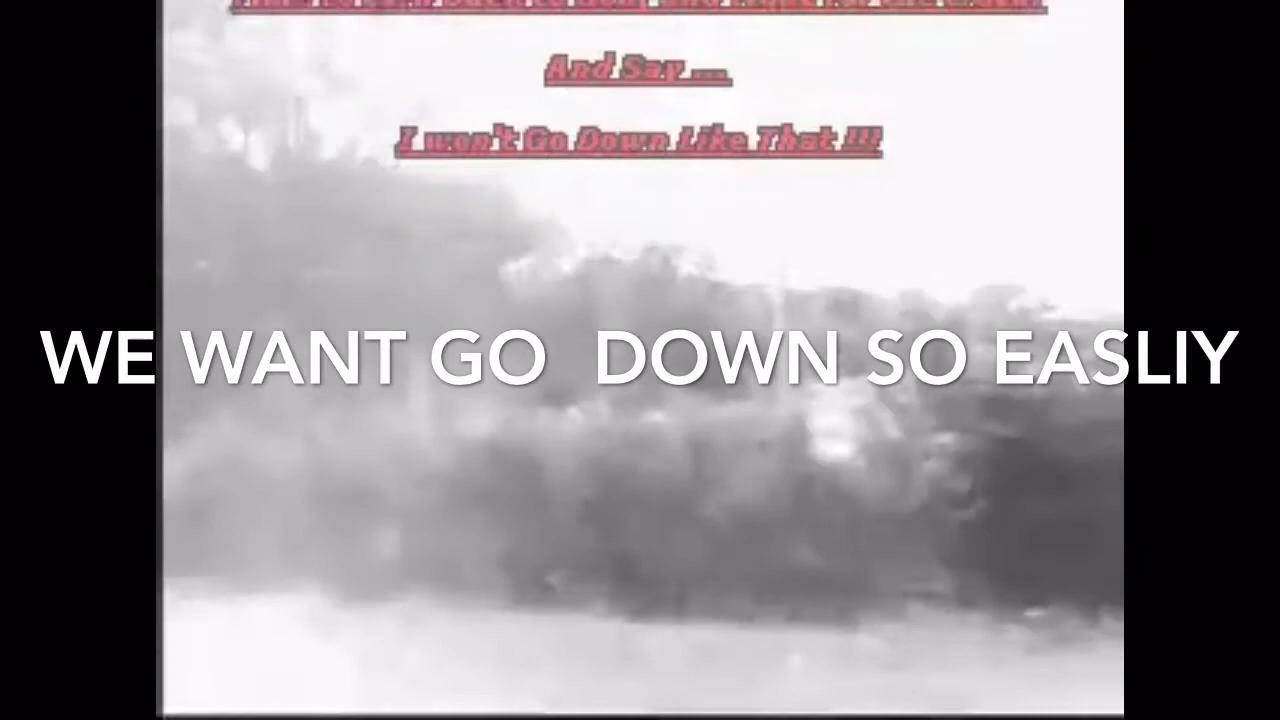 And Say ...
I won't Go Down Like That !!!
WE WANT GO DOWN SO EASLIY